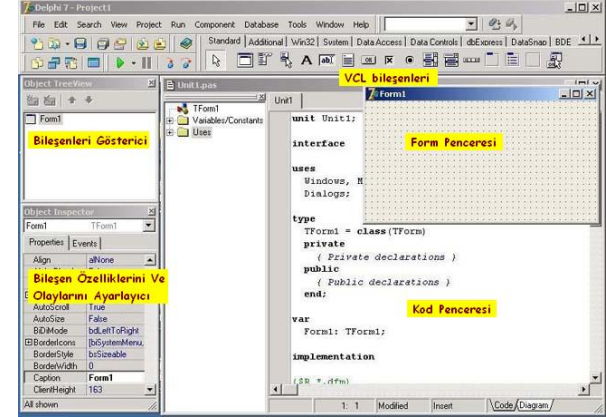 Delphi 7 - Project1
File Edit Search View Project Run Component Database Tools Window Help
Standard Additional Win32 System Data Access Data Controls dbExpress DataSnap BDE
VCL bileşenleri
Object TreeView
Form1
Bileşenleri Gösterici
Object Inspector
Form1 TForm1
Properties Events
Align alNone
Bileşen Özelliklerini Ve
Olaylarını Ayarlayıcı
AutoScroll True
AutoSize False
BiDiMode bdLeftToRight
BorderIcons [biSystemMenu,
BorderStyle bsSizeable
BorderWidth 0
Caption Form1
ClientHeight 163
All shown
Unit1.pas
TForm1
Variables/Constants
Uses
Unit1
unit Unit1;
interface
uses
Windows, M
Dialogs;
type
TForm1 = class(TForm)
private
{ Private declarations }
public
{ Public declarations }
end;
var
Form1: TForm1;
implementation
{$R *.dfm}
1: 1 Modified Insert Code Diagram
Form1
Form Penceresi
Kod Penceresi